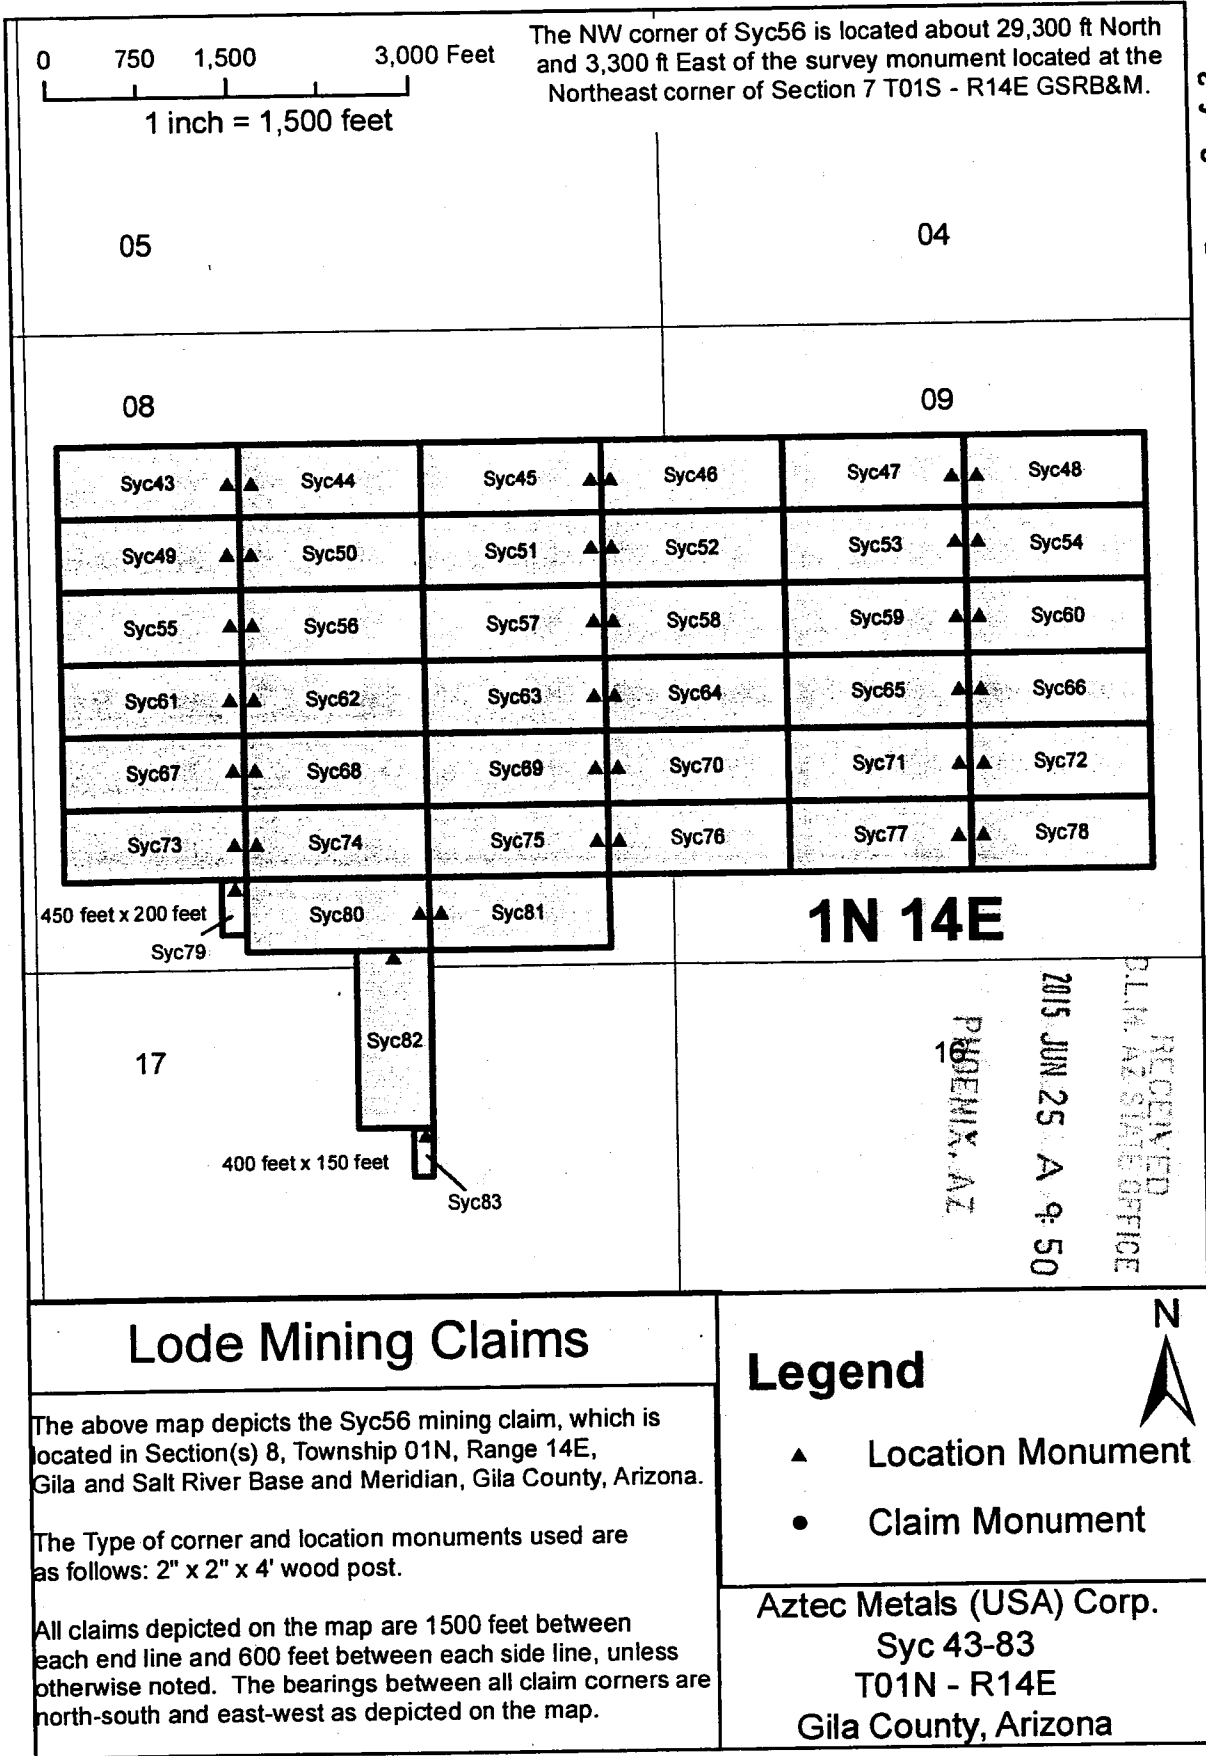 0 750 1,500 3,000 Feet
1 inch = 1,500 feet
The NW corner of Syc56 is located about 29,300 ft North
and 3,300 ft East of the survey monument located at the
Northeast corner of Section 7 T01S - R14E GSRB&M.
05
04
08
09
Syc43 Syc44 Syc45 Syc46 Syc47 Syc48
Syc49 Syc50 Syc51 Syc52 Syc53 Syc54
Syc55 Syc56 Syc57 Syc58 Syc59 Syc60
Syc61 Syc62 Syc63 Syc64 Syc65 Syc66
Syc67 Syc68 Syc69 Syc70 Syc71 Syc72
Syc73 Syc74 Syc75 Syc76 Syc77 Syc78
450 feet x 200 feet
Syc80 Syc81
Syc79
1N 14E
Syc82
17
16
400 feet x 150 feet
Syc83
RECEIVED
B.L.M. AZ STATE OFFICE
2015 JUN 25 A 9:50
PHOENIX, AZ
Lode Mining Claims
The above map depicts the Syc56 mining claim, which is
located in Section(s) 8, Township 01N, Range 14E,
Gila and Salt River Base and Meridian, Gila County, Arizona.
The Type of corner and location monuments used are
as follows: 2" x 2" x 4' wood post.
All claims depicted on the map are 1500 feet between
each end line and 600 feet between each side line, unless
otherwise noted. The bearings between all claim corners are
north-south and east-west as depicted on the map.
N
Legend
Location Monument
Claim Monument
Aztec Metals (USA) Corp.
Syc 43-83
T01N - R14E
Gila County, Arizona